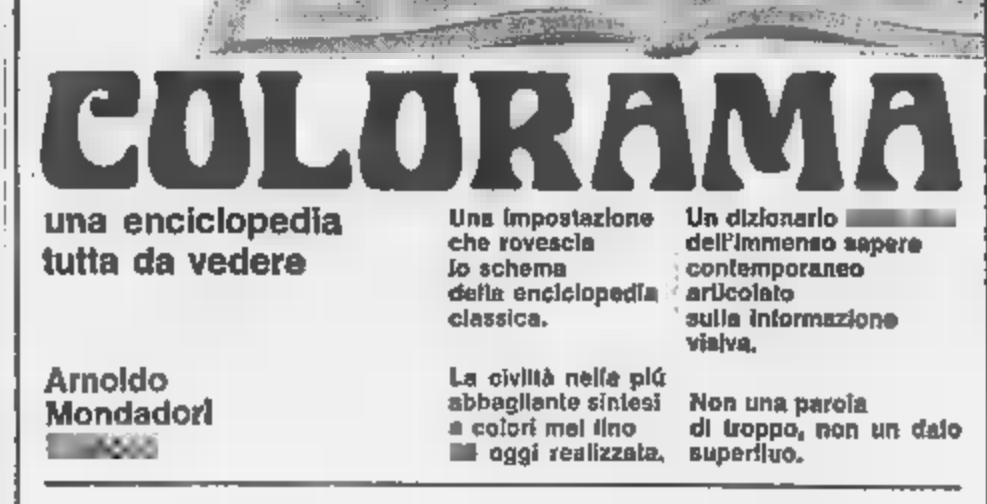 COLORAMA
una enciclopedia
tutta da vedere
Arnoldo
Mondadori
Una impostazione
che rovescia
lo schema
della enciclopedia
classica.
La civiltà nella più
abbagliante sintesi
a colori mai fino
oggi realizzata.
Un dizionario
dell'immenso sapere
contemporaneo
articolato
sulla informazione
visiva.
Non una parola
di troppo, non un dato
superfluo.